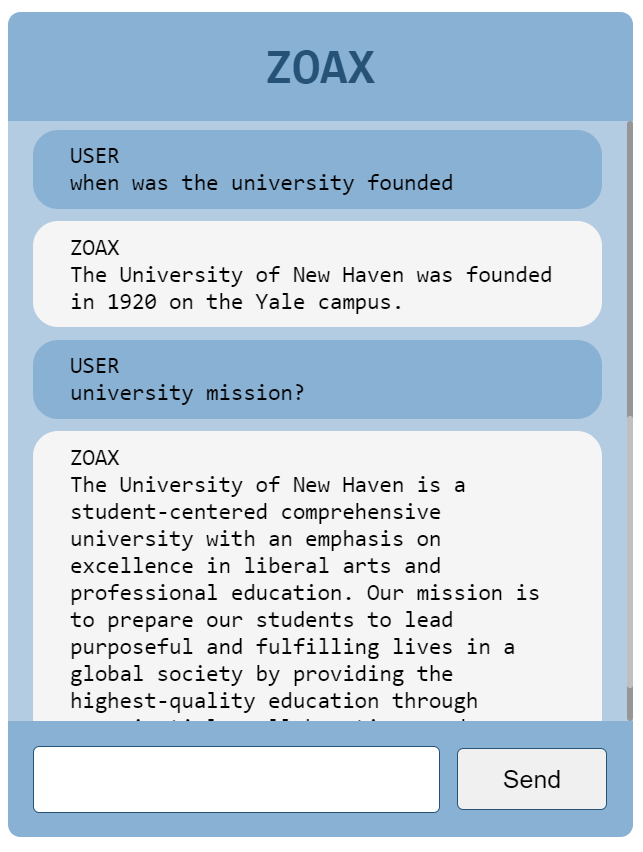 ZOAX
USER
when was the university founded
ZOAX
The University of New Haven was founded
in 1920 on the Yale campus.
USER
university mission?
ZOAX
The University of New Haven is a
student-centered comprehensive
university with an emphasis on
excellence in liberal arts and
professional education. Our mission is
to prepare our students to lead
purposeful and fulfilling lives in a
global society by providing the
highest-quality education through
Send